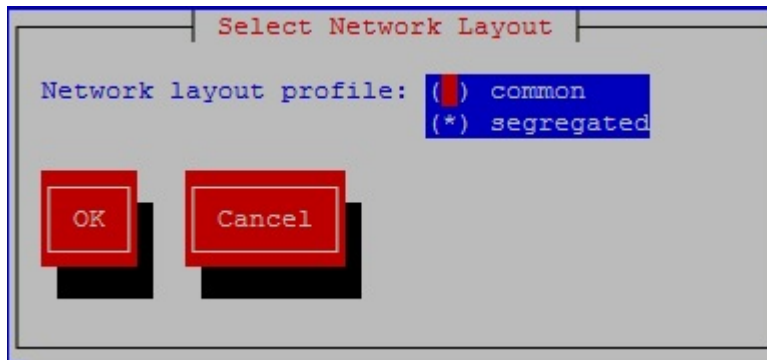 Select Network Layout
Network layout profile: ( ) common
(*) segregated
OK Cancel